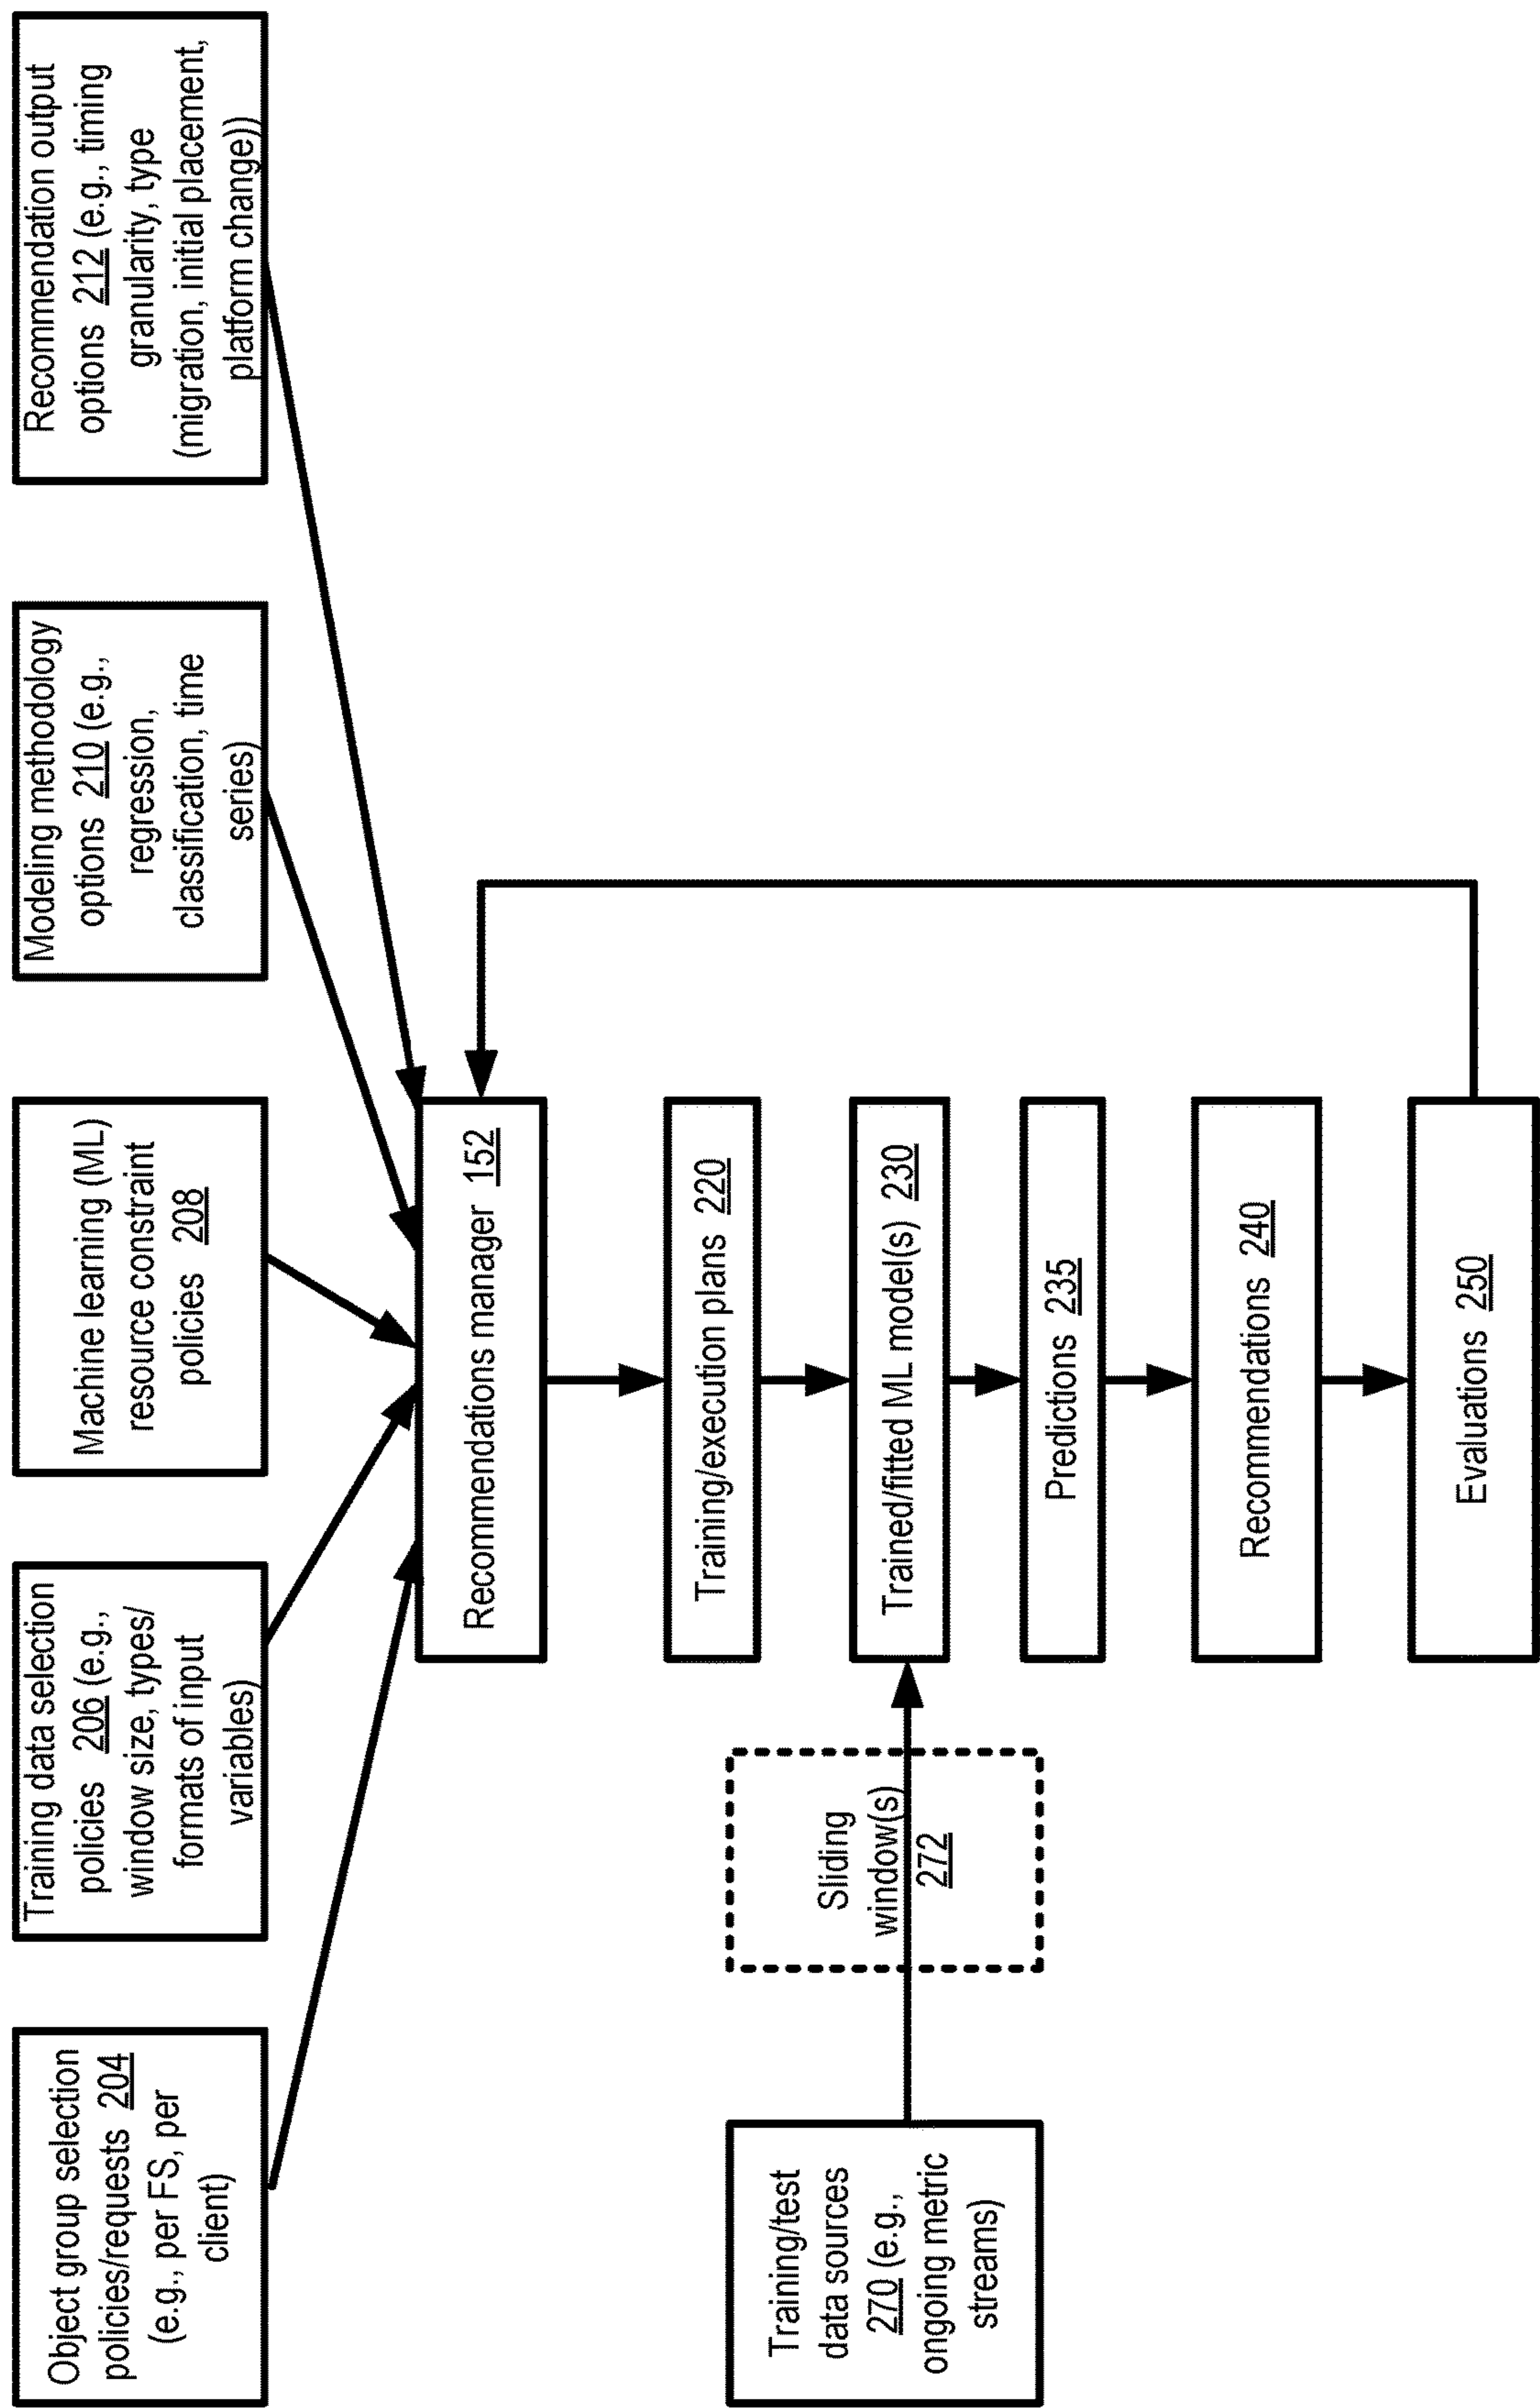 Object group selection
policies/requests 204
(e.g., per FS, per
client)
Training data selection
policies 206 (e.g.,
window size, types/
formats of input
variables)
Machine learning (ML)
resource constraint
policies 208
Modeling methodology
options 210 (e.g.,
regression,
classification, time
series)
Recommendation output
options 212 (e.g., timing
granularity, type
(migration, initial placement,
platform change))
Recommendations manager 152
Training/execution plans 220
Training/test
data sources
270 (e.g.,
ongoing metric
streams)
Sliding
window(s)
272
Trained/fitted ML model(s) 230
Predictions 235
Recommendations 240
Evaluations 250